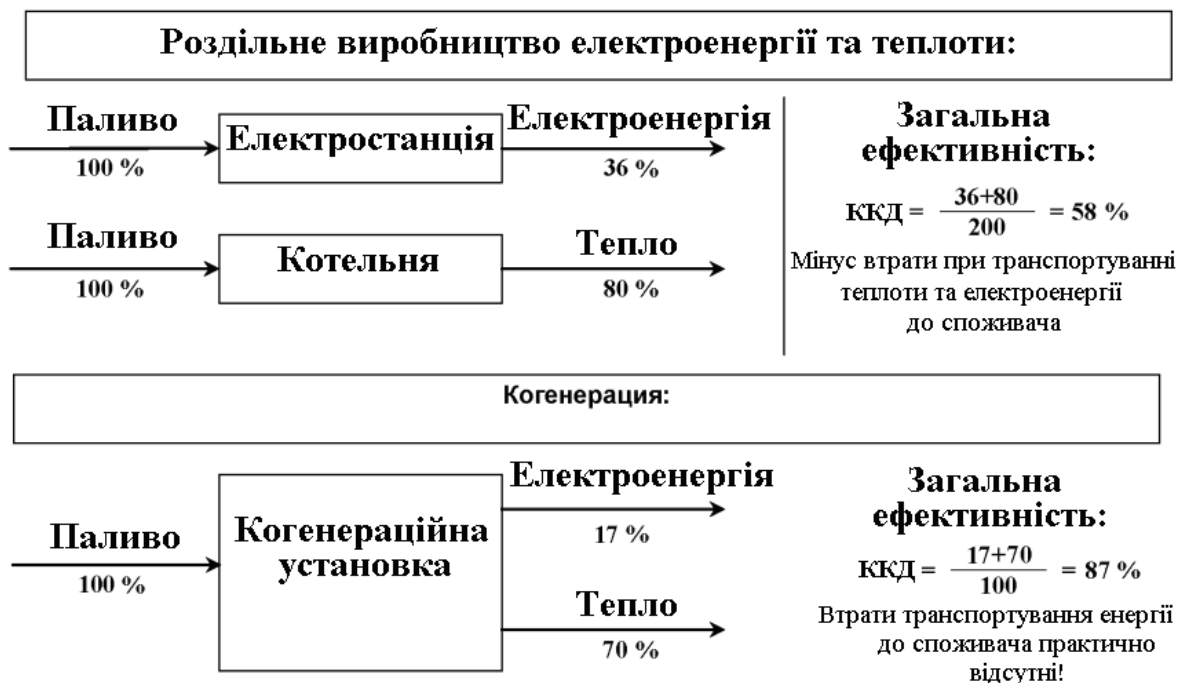 Роздільне виробництво електроенергії та теплоти:
Паливо
100 %
Електростанція
Електроенергія
36 %
Паливо
100 %
Котельня
Тепло
80 %
Загальна
ефективність:
ККД = 36+80 / 200 = 58 %
Мінус втрати при транспортуванні
теплоти та електроенергії
до споживача
Когенерация:
Паливо
100 %
Когенераційна
установка
Електроенергія
17 %
Тепло
70 %
Загальна
ефективність:
ККД = 17+70 / 100 = 87 %
Втрати транспортування енергії
до споживача практично
відсутні!